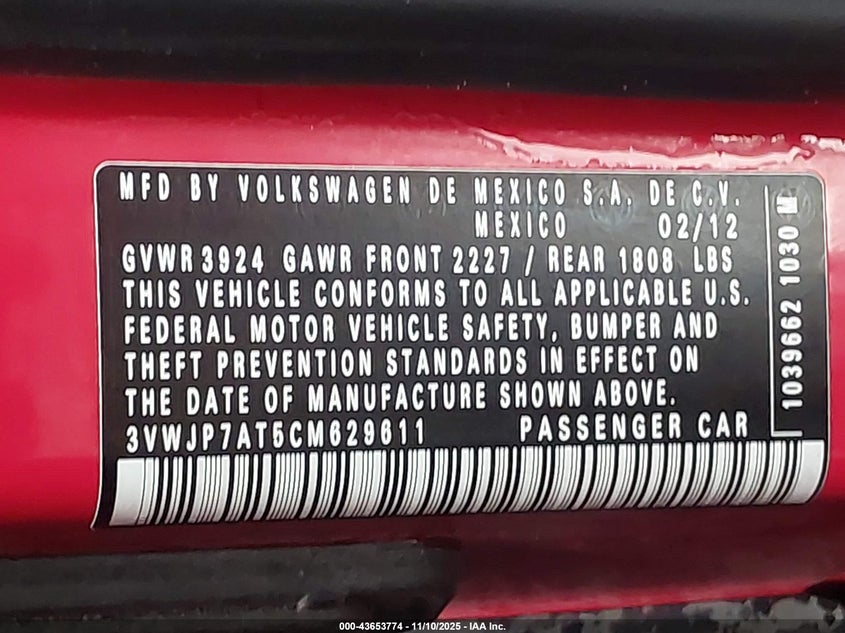 MFD BY VOLKSWAGEN DE MEXICO S.A. DE C.V.
MEXICO 02/12
GVWR 3924 GAWR FRONT 2227 / REAR 1808 LBS
THIS VEHICLE CONFORMS TO ALL APPLICABLE U.S.
FEDERAL MOTOR VEHICLE SAFETY, BUMPER AND
THEFT PREVENTION STANDARDS IN EFFECT ON
THE DATE OF MANUFACTURE SHOWN ABOVE.
3VWJP7AT5CM629611 PASSENGER CAR
1039662 1030 M
000-43653774 - 11/10/2025 - IAA Inc.